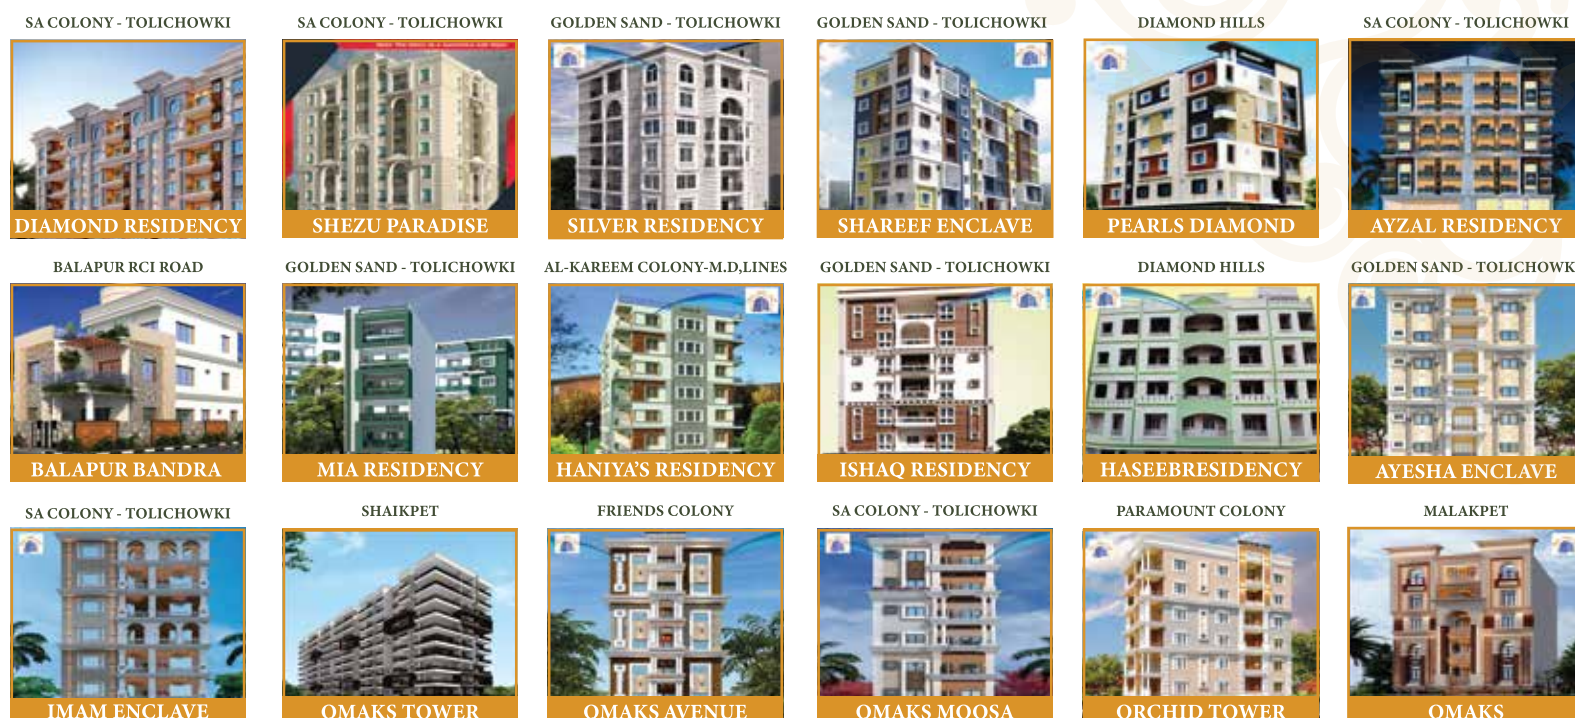 SA COLONY - TOLICHOWKI
GOLDEN SAND - TOLICHOWKI
GOLDEN SAND - TOLICHOWKI
DIAMOND HILLS
SA COLONY - TOLICHOWKI
SA COLONY - TOLICHOWKI
DIAMOND RESIDENCY
SHEZU PARADISE
SILVER RESIDENCY
SHAREEF ENCLAVE
PEARLS DIAMOND
AYZAL RESIDENCY
BALAPUR RCI ROAD
GOLDEN SAND - TOLICHOWKI
AL-KAREEM COLONY-M.D,LINES
GOLDEN SAND - TOLICHOWKI
DIAMOND HILLS
GOLDEN SAND - TOLICHOWK
BALAPUR BANDRA
MIA RESIDENCY
HANIYA'S RESIDENCY
ISHAQ RESIDENCY
HASEEBRESIDENCY
AYESHA ENCLAVE
SA COLONY - TOLICHOWKI
SHAIKPET
FRIENDS COLONY
SA COLONY - TOLICHOWKI
PARAMOUNT COLONY
MALAKPET
IMAM ENCLAVE
OMAKS TOWER
OMAKS AVENUE
OMAKS MOOSA
ORCHID TOWER
OMAKS